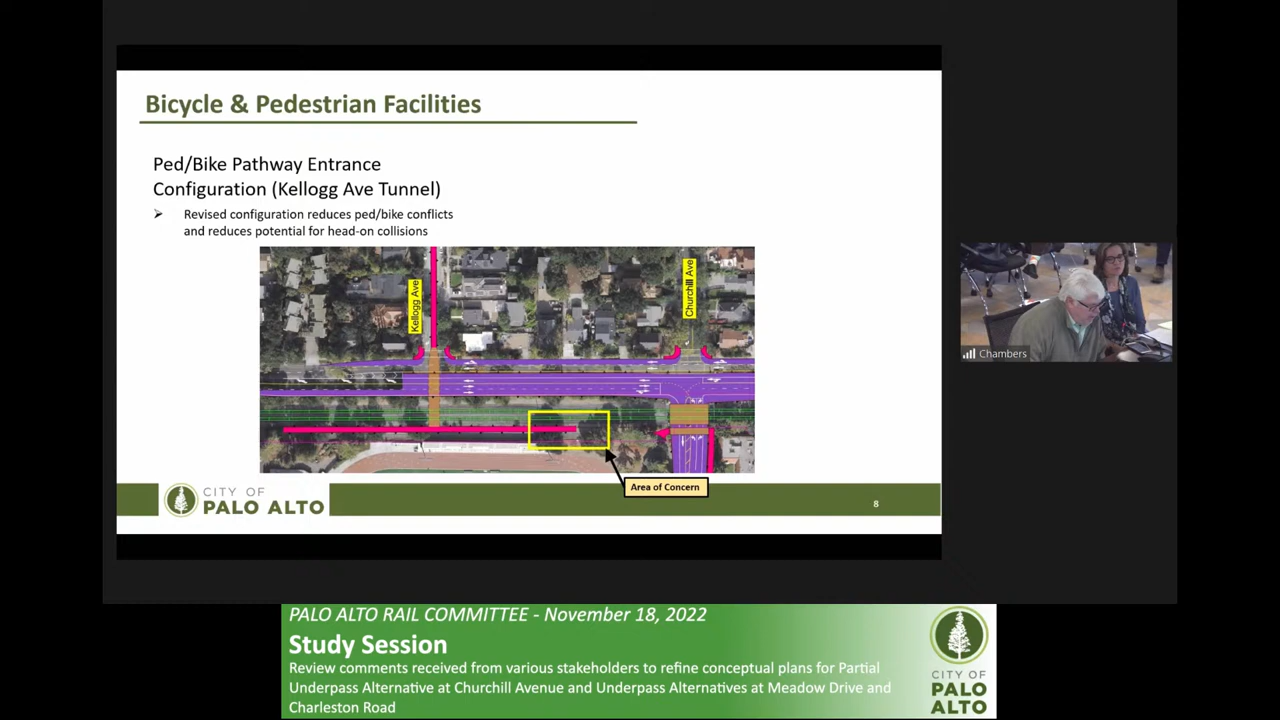 Bicycle & Pedestrian Facilities
Ped/Bike Pathway Entrance
Configuration (Kellogg Ave Tunnel)
Revised configuration reduces ped/bike conflicts
and reduces potential for head-on collisions
Kellogg Ave
Churchill Ave
Area of Concern
CITY OF
PALO ALTO
8
Chambers
PALO ALTO RAIL COMMITTEE - November 18, 2022
Study Session
Review comments received from various stakeholders to refine conceptual plans for Partial
Underpass Alternative at Churchill Avenue and Underpass Alternatives at Meadow Drive and
Charleston Road
CITY OF
PALO
ALTO